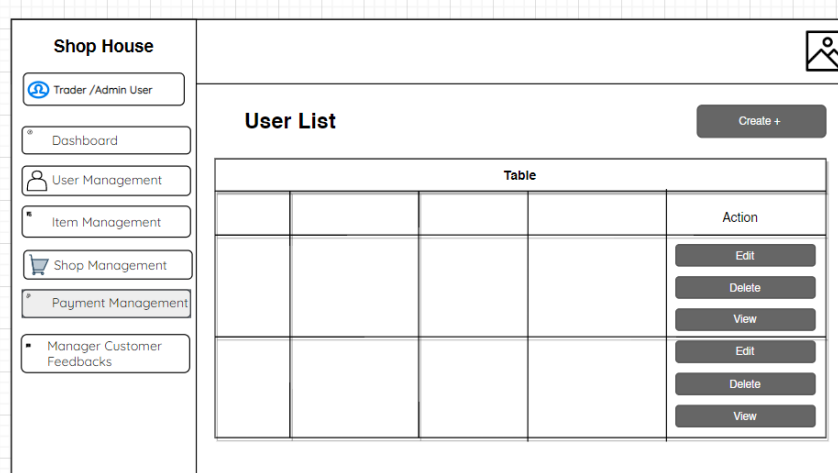 Shop House
Trader /Admin User
Dashboard
User Management
Item Management
Shop Management
Payment Management
Manager Customer
Feedbacks
User List
Create +
Table
Action
Edit
Delete
View
Edit
Delete
View